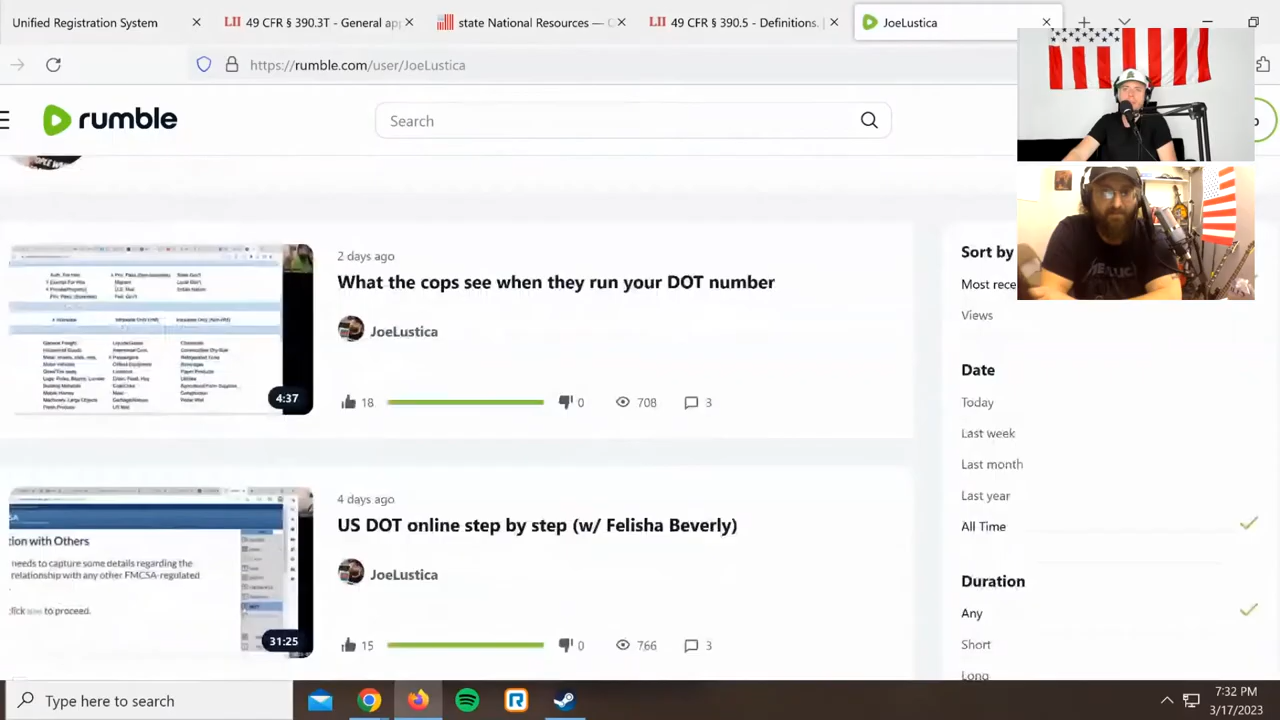 Unified Registration System
LII 49 CFR § 390.3T - General app
state National Resources — C
LII 49 CFR § 390.5 - Definitions.
JoeLustica
https://rumble.com/user/JoeLustica
rumble
Search
2 days ago
What the cops see when they run your DOT number
JoeLustica
4:37
18
0
708
3
4 days ago
US DOT online step by step (w/ Felisha Beverly)
JoeLustica
tion with Others
needs to capture some details regarding the
relationship with any other FMCSA-regulated
to proceed.
31:25
15
0
766
3
Sort by
Most rece
Views
Date
Today
Last week
Last month
Last year
All Time
Duration
Any
Short
Long
METALLICA
Type here to search
7:32 PM
3/17/2023